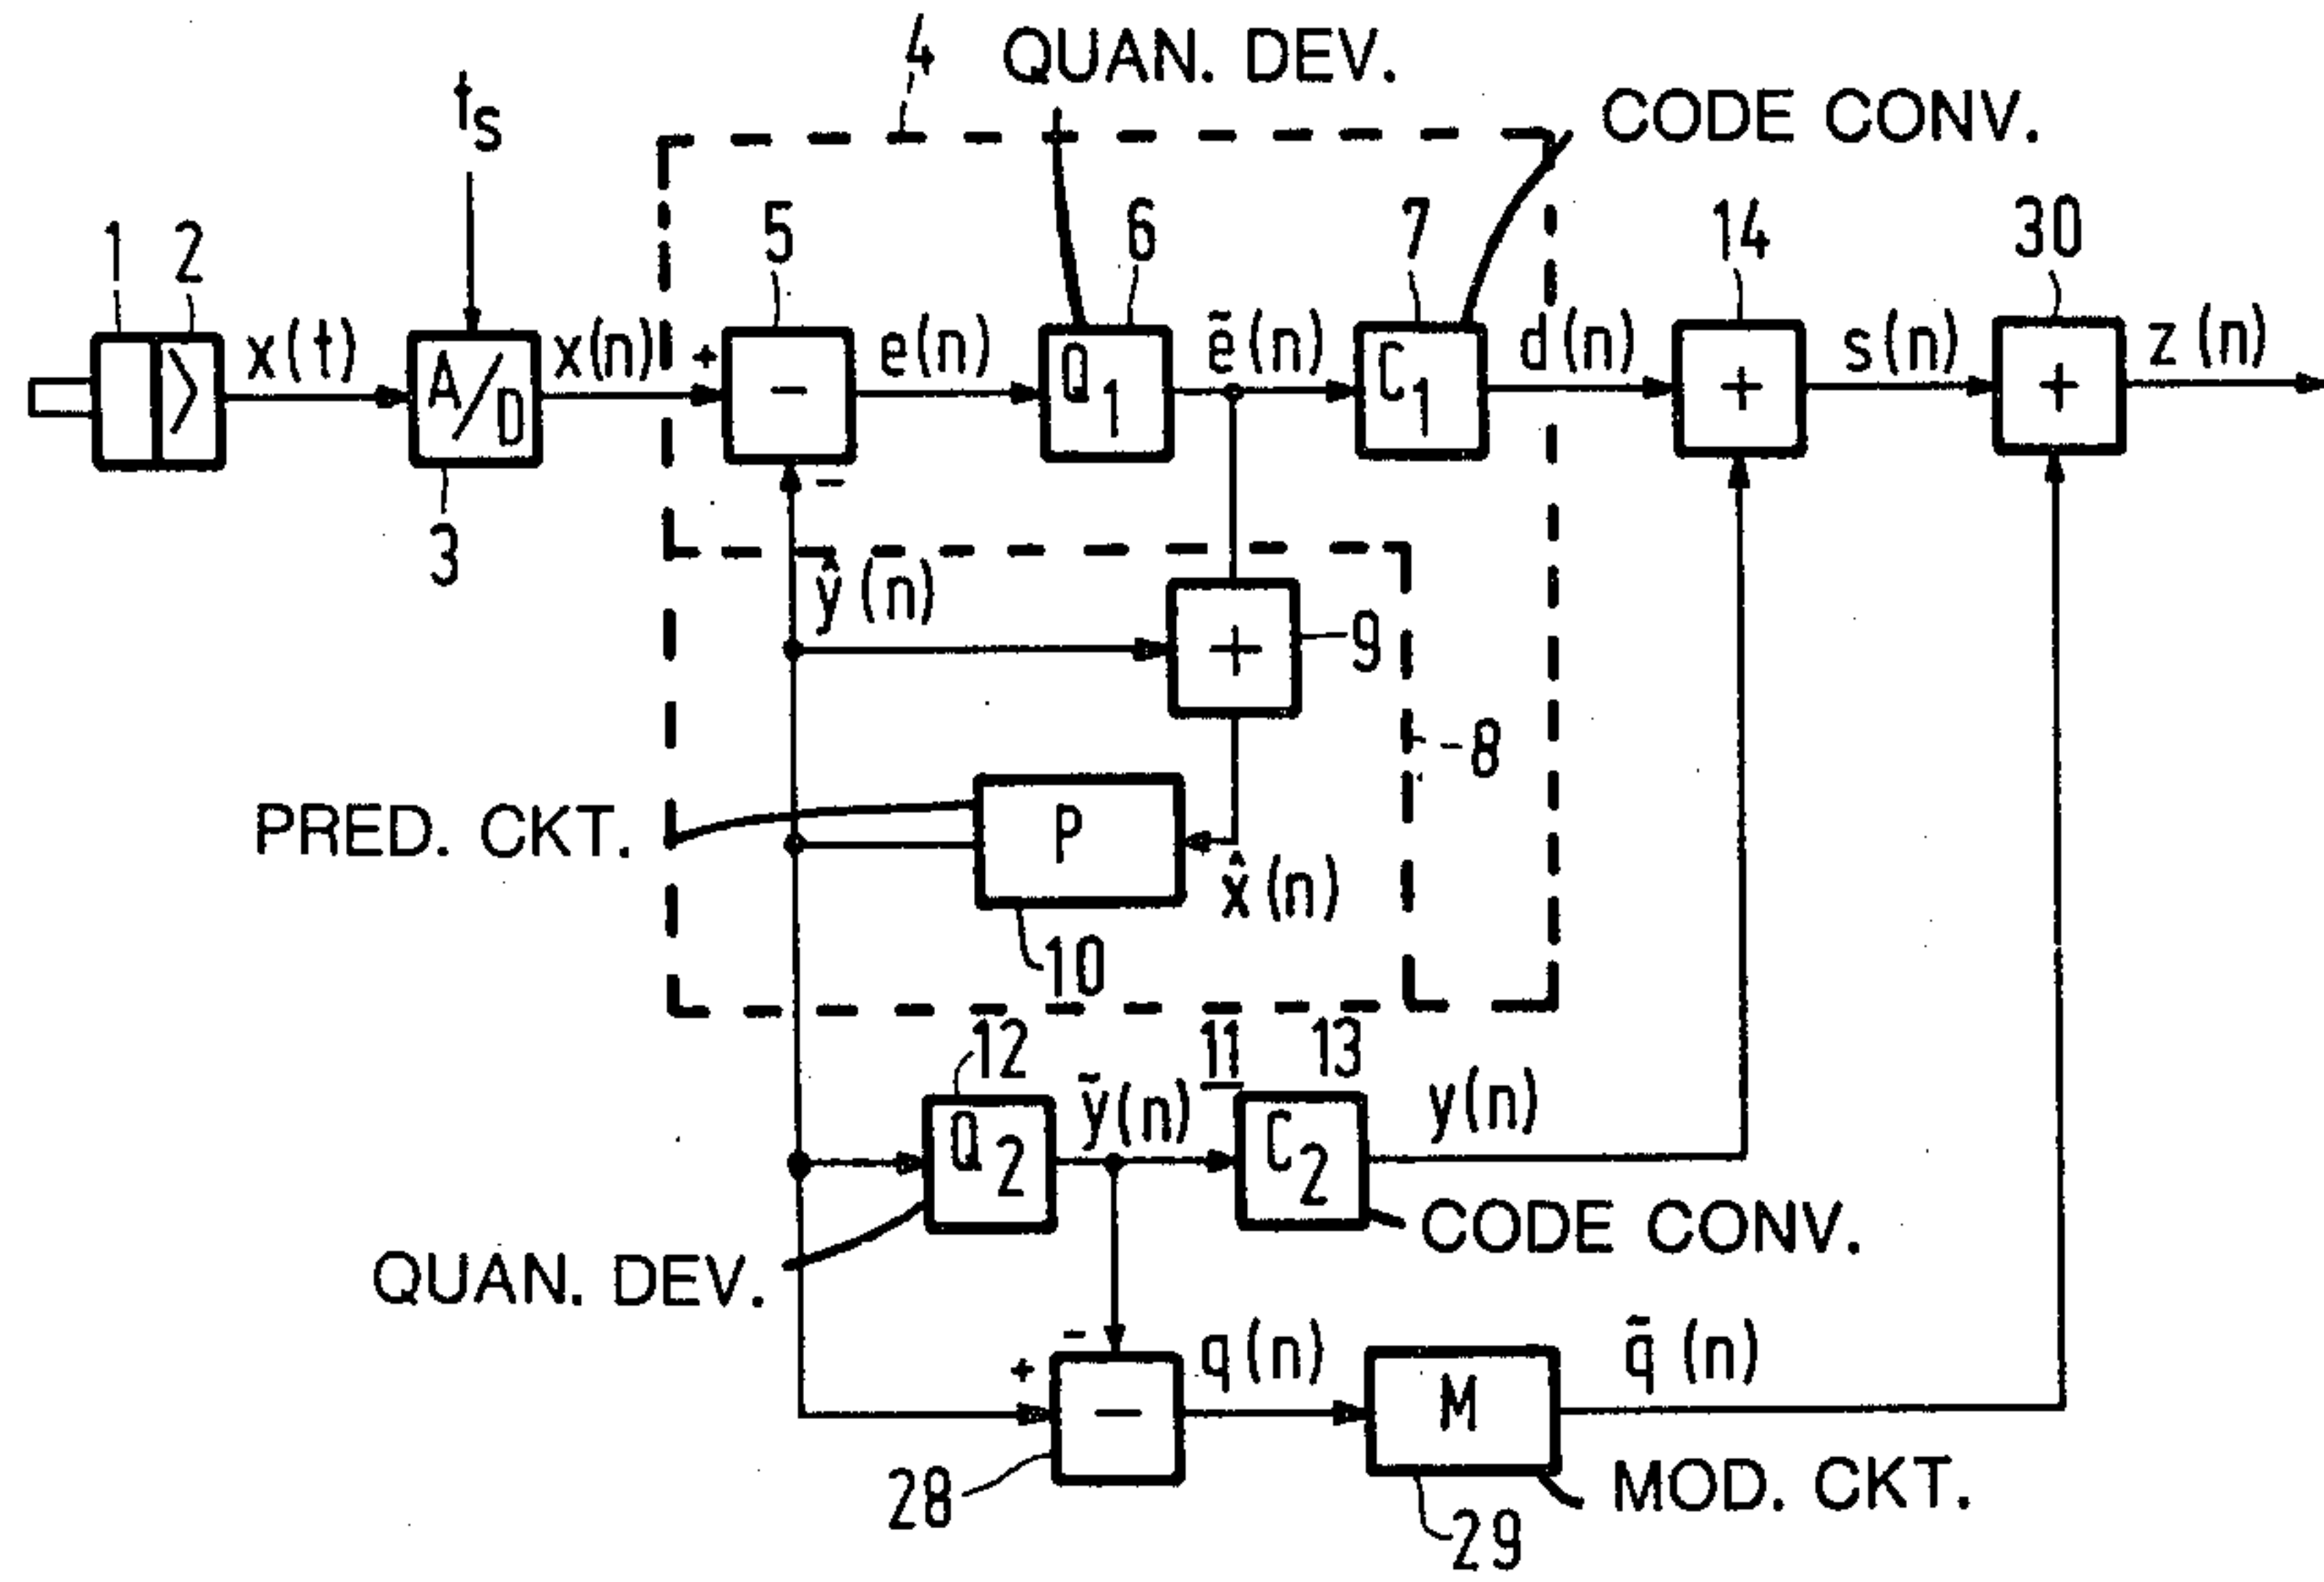 4 QUAN. DEV.
CODE CONV.
ts
1 2 5 6 7 14 30
x(t) A/D x(n) + - e(n) Q1 ẽ(n) C1 d(n) + s(n) + z(n)
-
3
ŷ(n)
+ 9
8
PRED. CKT. P
x̂(n)
10
12 11 13
Q2 ỹ(n) C2 y(n)
CODE CONV.
QUAN. DEV.
-
+ - q(n) M q̃(n)
28 MOD. CKT.
29